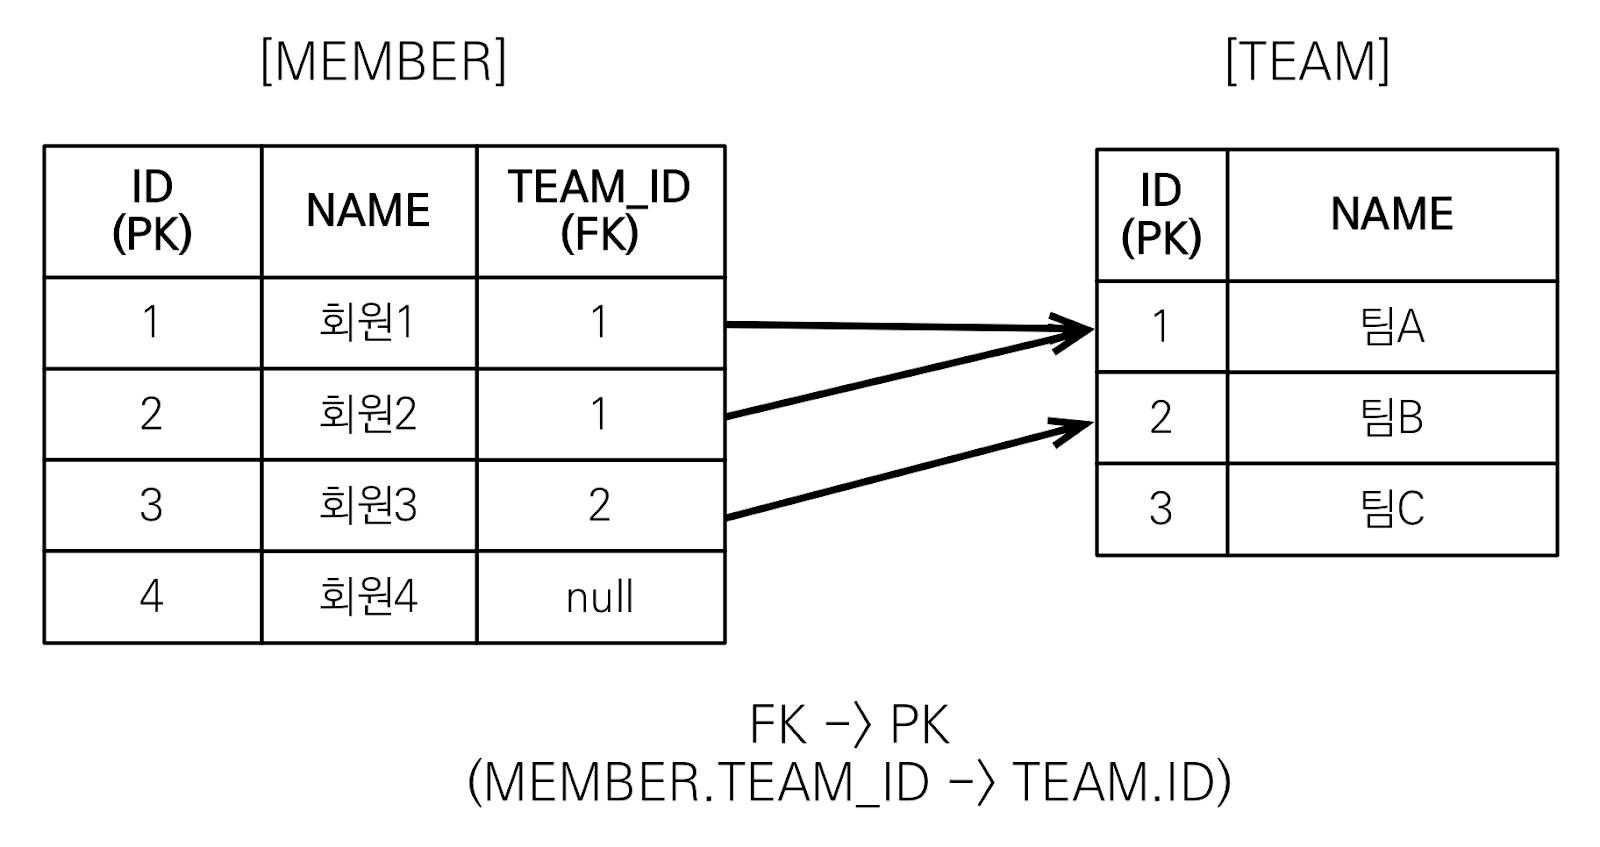 [MEMBER]
[TEAM]
ID
(PK)
NAME
TEAM_ID
(FK)
1
회원1
1
2
회원2
1
3
회원3
2
4
회원4
null
ID
(PK)
NAME
1
팀A
2
팀B
3
팀C
FK -> PK
(MEMBER.TEAM_ID -> TEAM.ID)